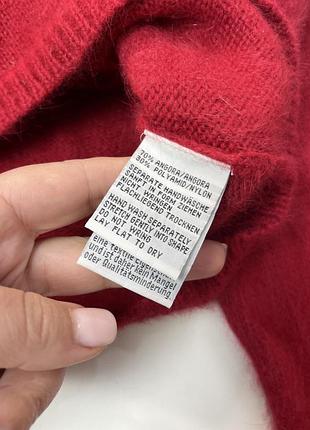 70% ANGORA/ANGORA
30% POLYAMID/NYLON
SEPARATE HANDWÄSCHE
SANFT IN FORM ZIEHEN
NICHT WRINGEN
FLACHLIEGEND TROCKNEN
HAND WASH SEPARATELY
STRETCH GENTLY INTO SHAPE
DO NOT WRING
LAY FLAT TO DRY
eine textile
und ist daher kein Mangel
oder Qualitätsminderung.